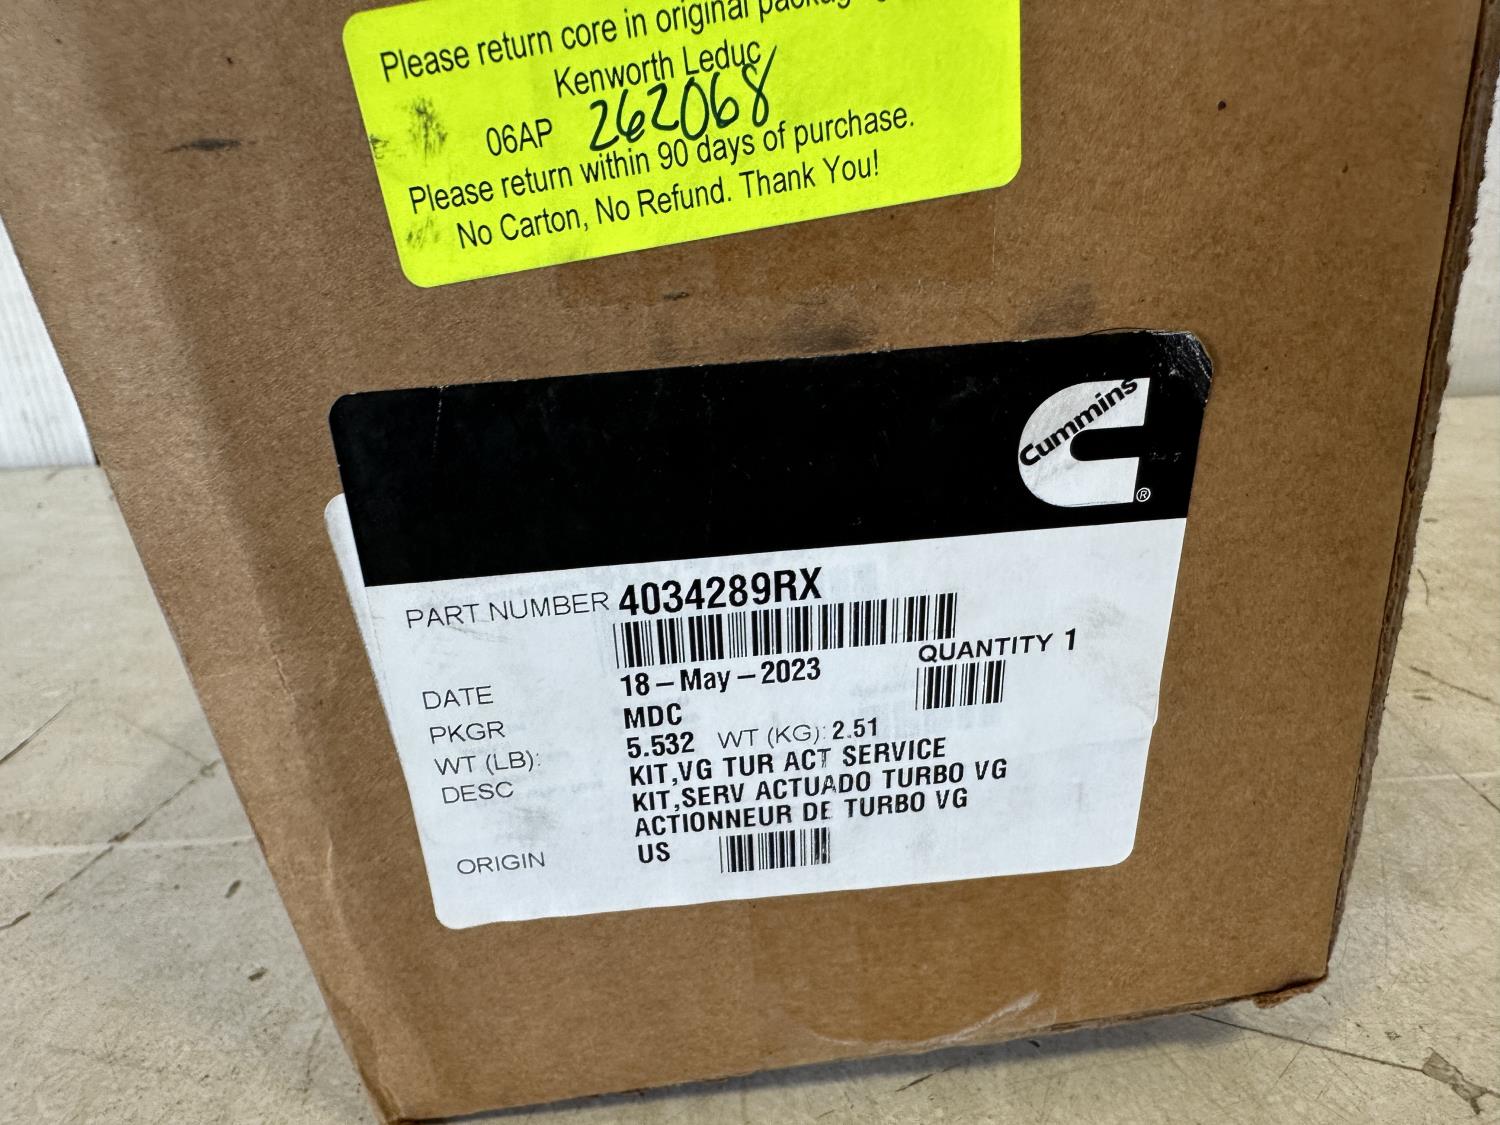 Please return core in original packaging
Kenworth Leduc
06AP 262068
Please return within 90 days of purchase.
No Carton, No Refund. Thank You!
Cummins
®
PART NUMBER 4034289RX
QUANTITY 1
DATE 18-May-2023
PKGR MDC
WT (LB): 5.532 WT (KG): 2.51
DESC KIT,VG TUR ACT SERVICE
KIT,SERV ACTUADO TURBO VG
ACTIONNEUR DE TURBO VG
ORIGIN US